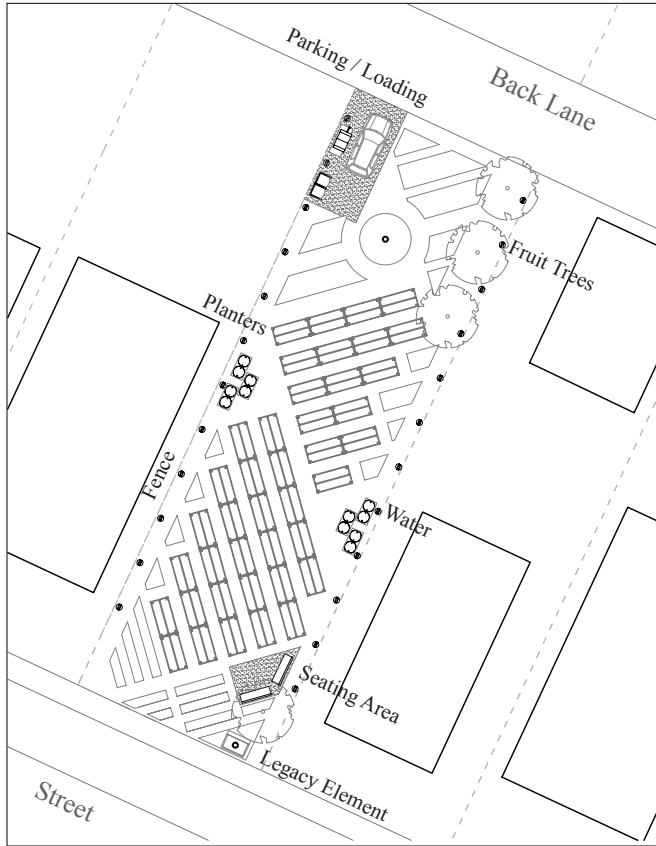 Parking / Loading
Back Lane
Fruit Trees
Planters
Fence
Water
Seating Area
Legacy Element
Street